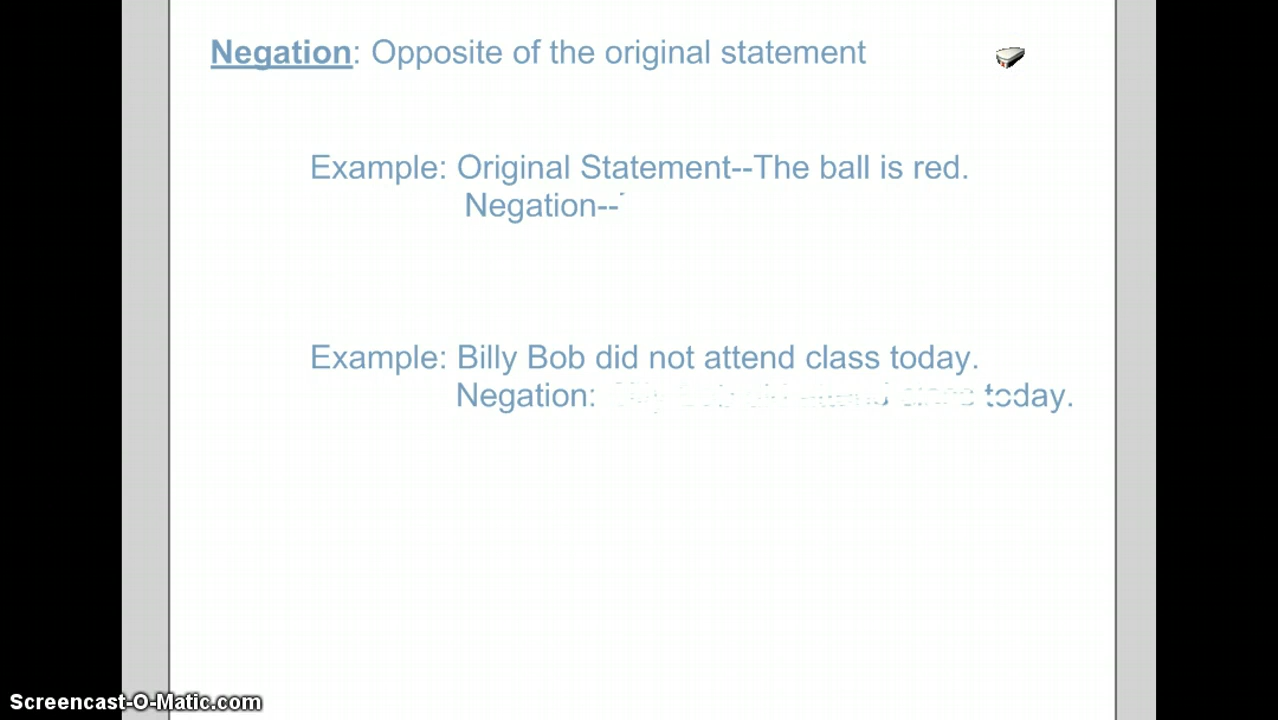 Negation: Opposite of the original statement
Example: Original Statement--The ball is red.
Negation--
Example: Billy Bob did not attend class today.
Negation: today.
Screencast-O-Matic.com